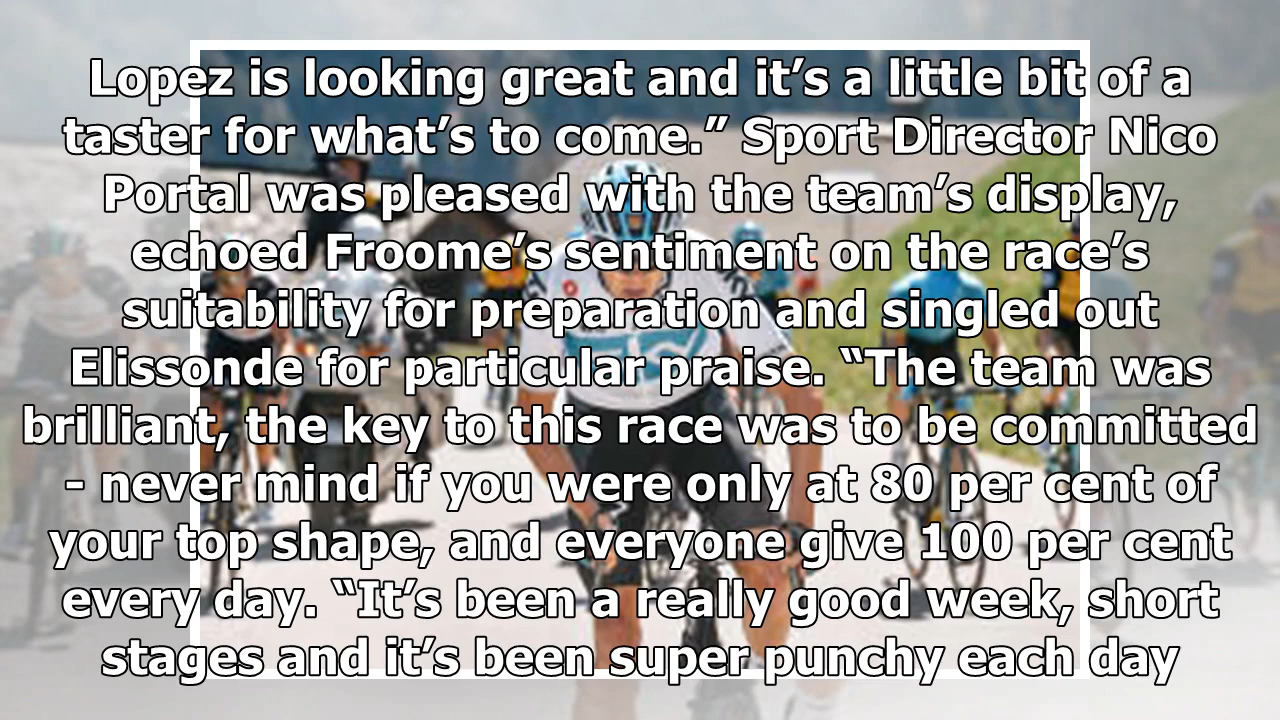 Lopez is looking great and it’s a little bit of a
taster for what’s to come.” Sport Director Nico
Portal was pleased with the team’s display,
echoed Froome’s sentiment on the race’s
suitability for preparation and singled out
Elissonde for particular praise. “The team was
brilliant, the key to this race was to be committed
- never mind if you were only at 80 per cent of
your top shape, and everyone give 100 per cent
every day. “It’s been a really good week, short
stages and it’s been super punchy each day